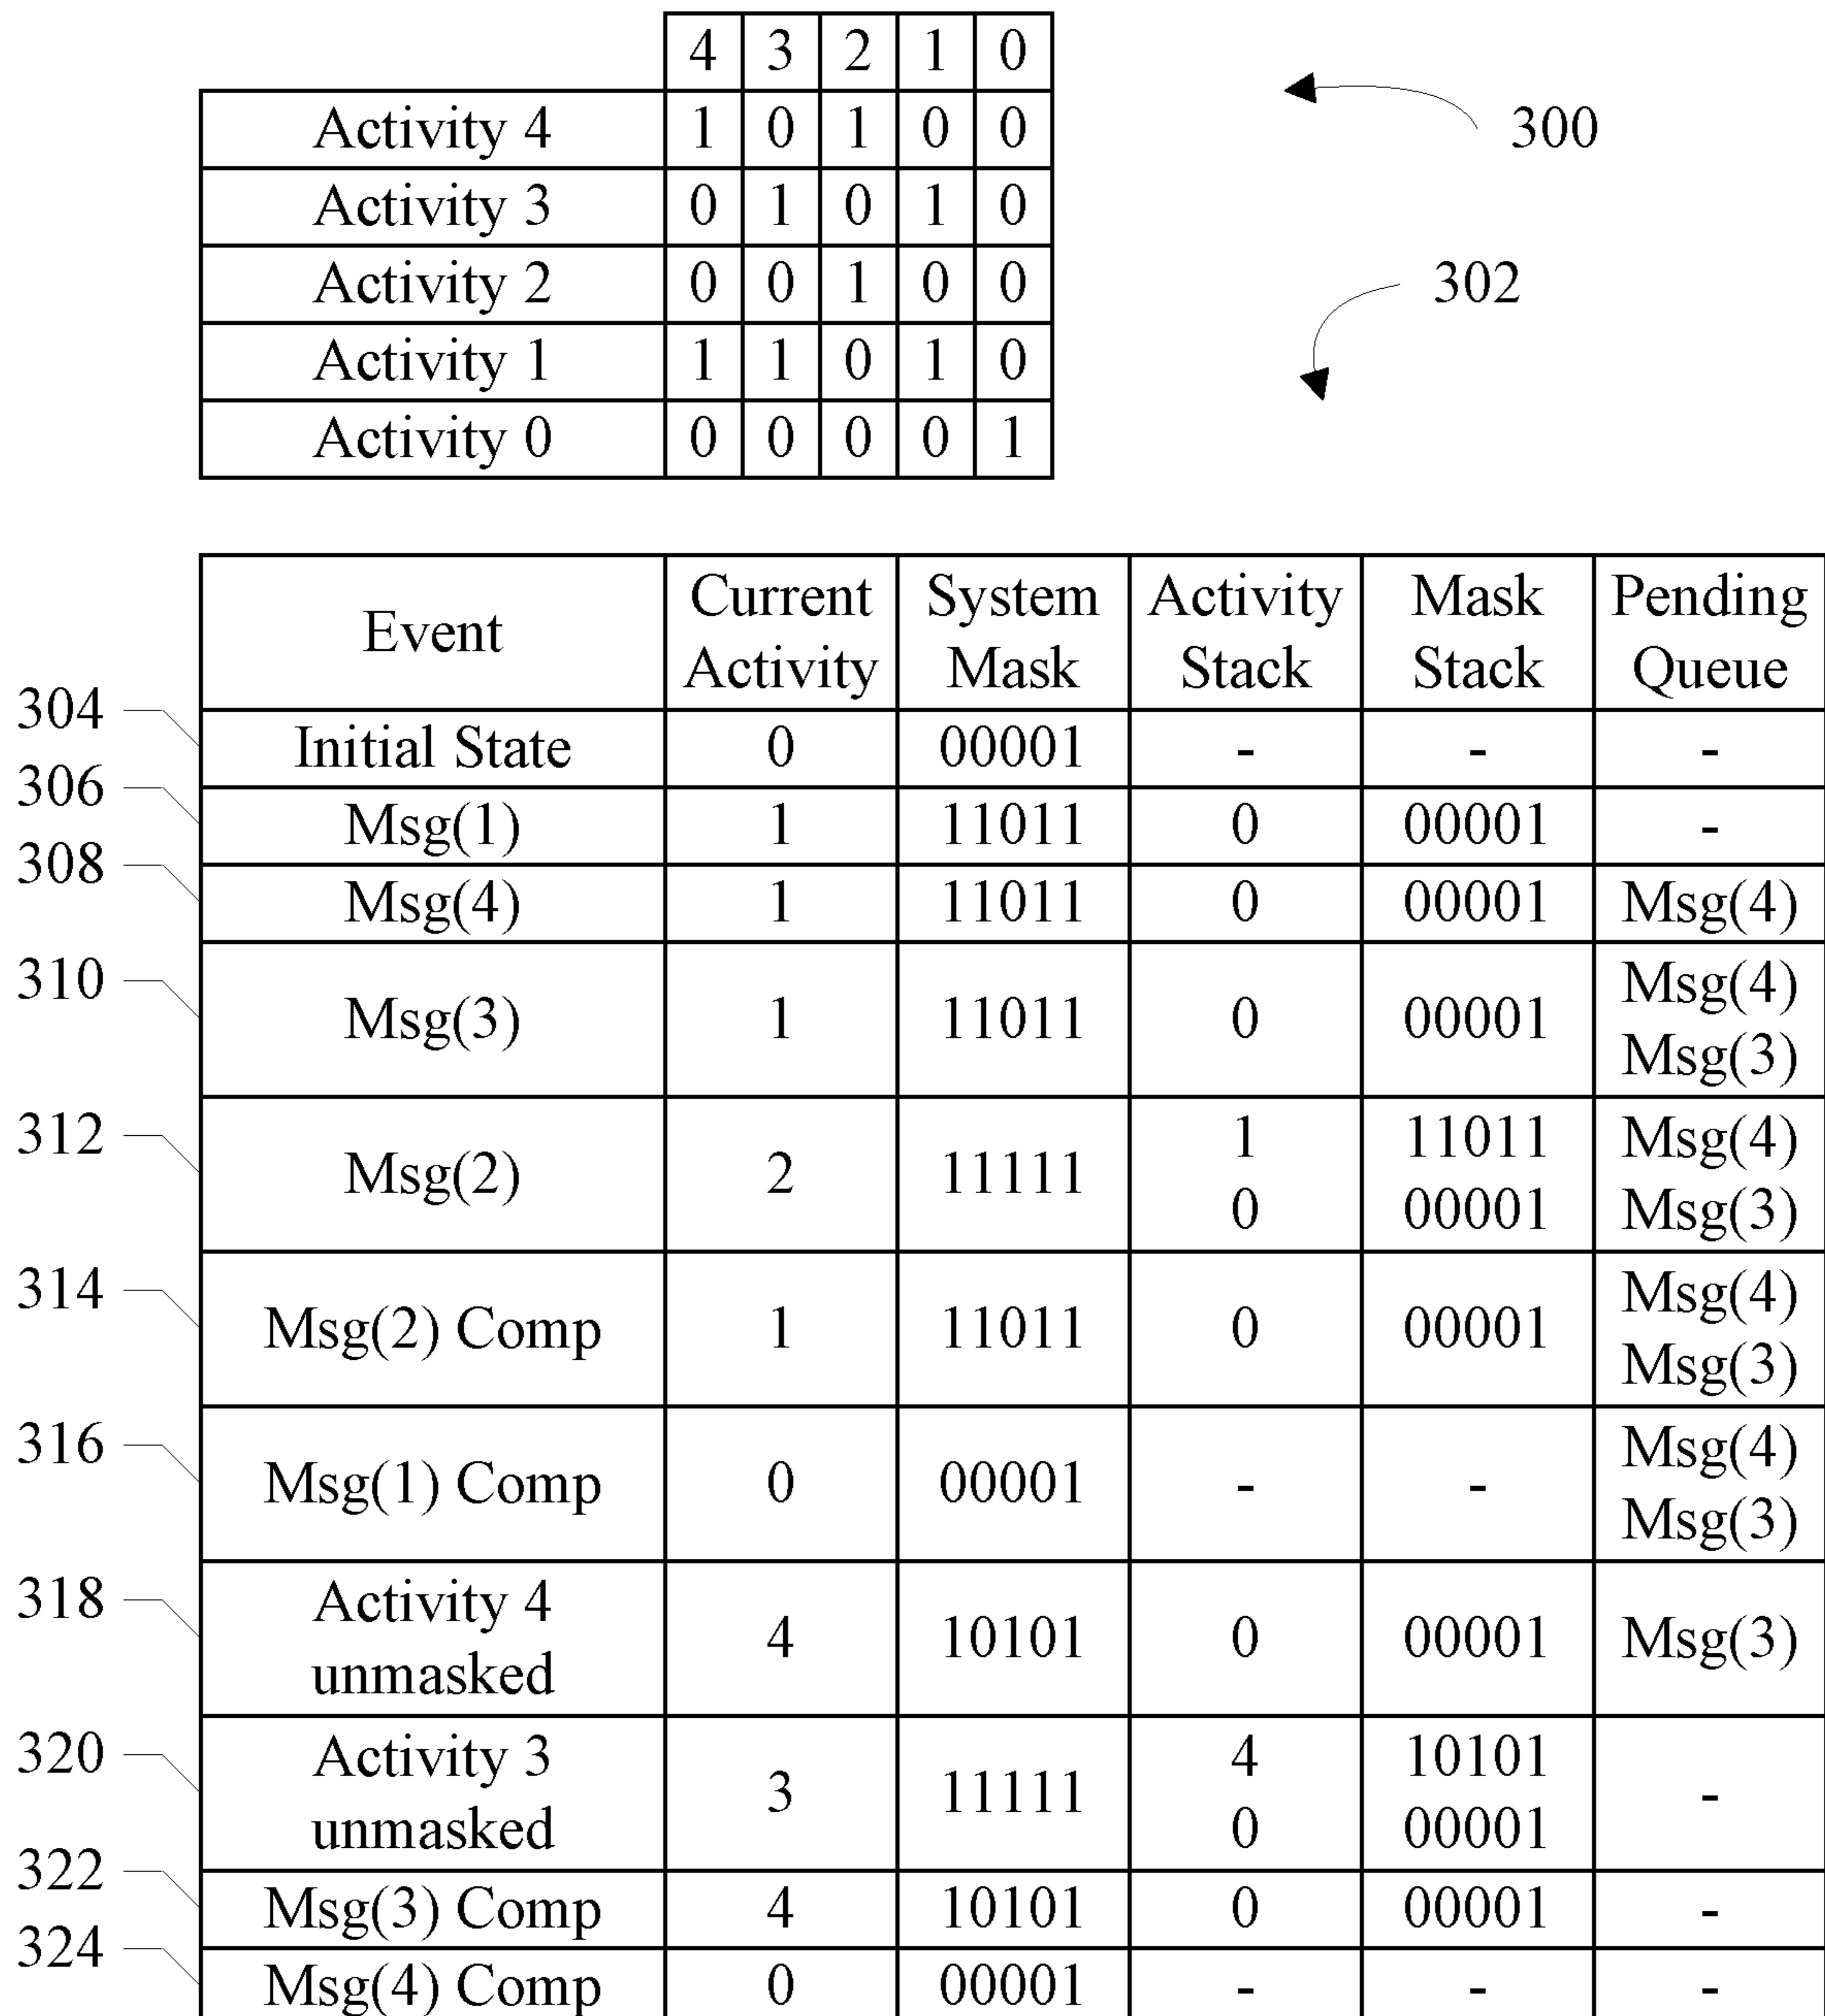 4 3 2 1 0
Activity 4 1 0 1 0 0
300
Activity 3 0 1 0 1 0
Activity 2 0 0 1 0 0
302
Activity 1 1 1 0 1 0
Activity 0 0 0 0 0 1
Event Current Activity System Mask Activity Stack Mask Stack Pending Queue
304 Initial State 0 00001 - - -
306 Msg(1) 1 11011 0 00001 -
308 Msg(4) 1 11011 0 00001 Msg(4)
310 Msg(3) 1 11011 0 00001 Msg(4)
Msg(3)
312 Msg(2) 2 11111 1 11011 Msg(4)
0 00001 Msg(3)
314 Msg(2) Comp 1 11011 0 00001 Msg(4)
Msg(3)
316 Msg(1) Comp 0 00001 - - Msg(4)
Msg(3)
318 Activity 4 unmasked 4 10101 0 00001 Msg(3)
320 Activity 3 unmasked 3 11111 4 10101 -
0 00001
322 Msg(3) Comp 4 10101 0 00001 -
324 Msg(4) Comp 0 00001 - - -